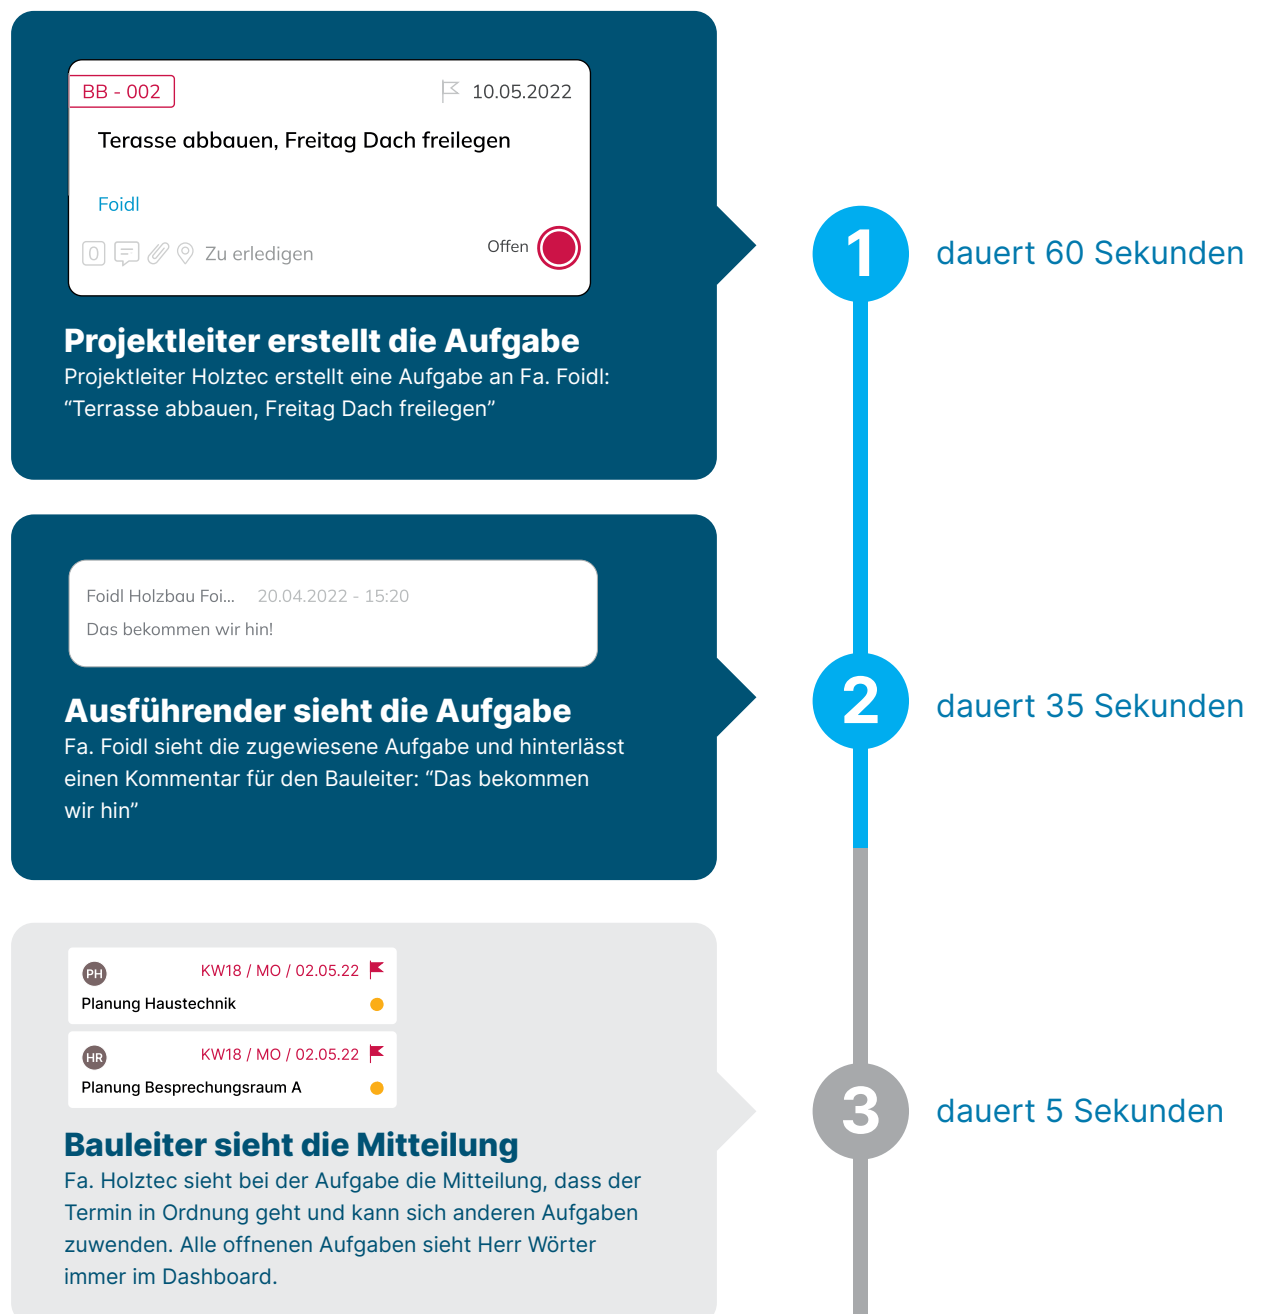 BB - 002
10.05.2022
Terasse abbauen, Freitag Dach freilegen
Foidl
0
Zu erledigen
Offen
Projektleiter erstellt die Aufgabe
Projektleiter Holztec erstellt eine Aufgabe an Fa. Foidl:
“Terrasse abbauen, Freitag Dach freilegen”
1
dauert 60 Sekunden
Foidl Holzbau Foi... 20.04.2022 - 15:20
Das bekommen wir hin!
Ausführender sieht die Aufgabe
Fa. Foidl sieht die zugewiesene Aufgabe und hinterlässt
einen Kommentar für den Bauleiter: “Das bekommen
wir hin”
2
dauert 35 Sekunden
PH
KW18 / MO / 02.05.22
Planung Haustechnik
HR
KW18 / MO / 02.05.22
Planung Besprechungsraum A
Bauleiter sieht die Mitteilung
Fa. Holztec sieht bei der Aufgabe die Mitteilung, dass der
Termin in Ordnung geht und kann sich anderen Aufgaben
zuwenden. Alle offnenen Aufgaben sieht Herr Wörter
immer im Dashboard.
3
dauert 5 Sekunden